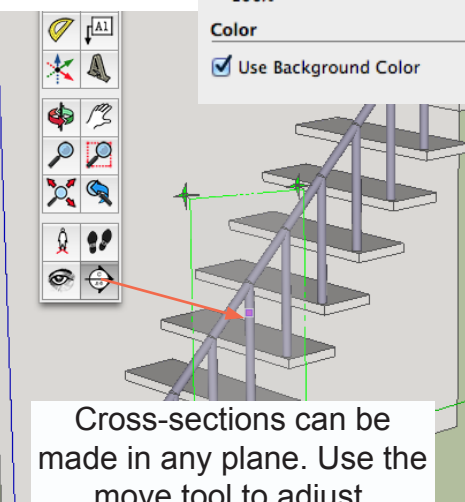 Color
Use Background Color
A1
Cross-sections can be
made in any plane. Use the
move tool to adjust